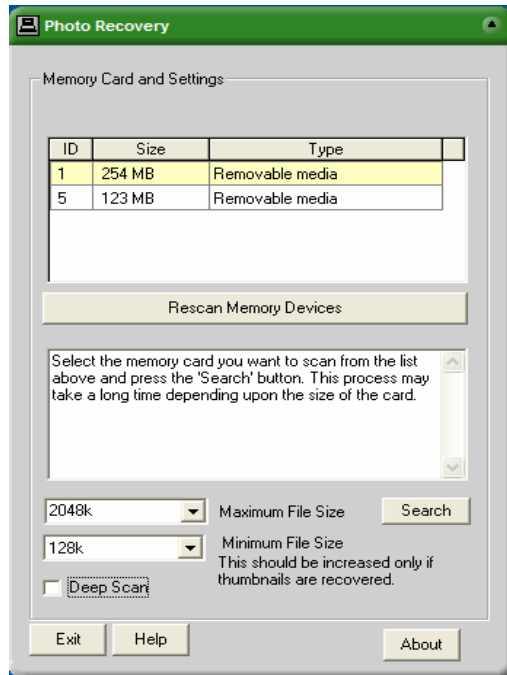 Photo Recovery
Memory Card and Settings
ID Size Type
1 254 MB Removable media
5 123 MB Removable media
Rescan Memory Devices
Select the memory card you want to scan from the list
above and press the 'Search' button. This process may
take a long time depending upon the size of the card.
2048k Maximum File Size Search
128k Minimum File Size
This should be increased only if
thumbnails are recovered.
Deep Scan
Exit Help About